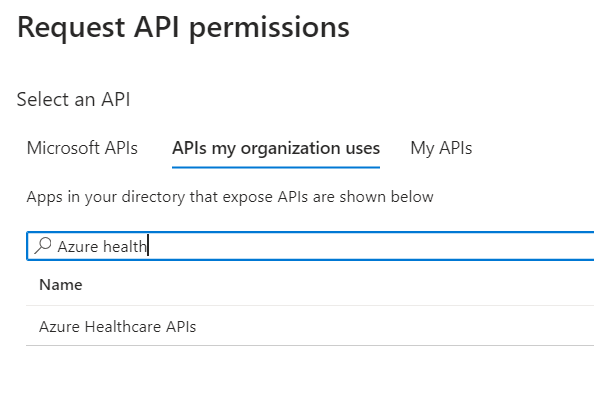 Request API permissions
Select an API
Microsoft APIs APIs my organization uses My APIs
Apps in your directory that expose APIs are shown below
Azure health
Name
Azure Healthcare APIs